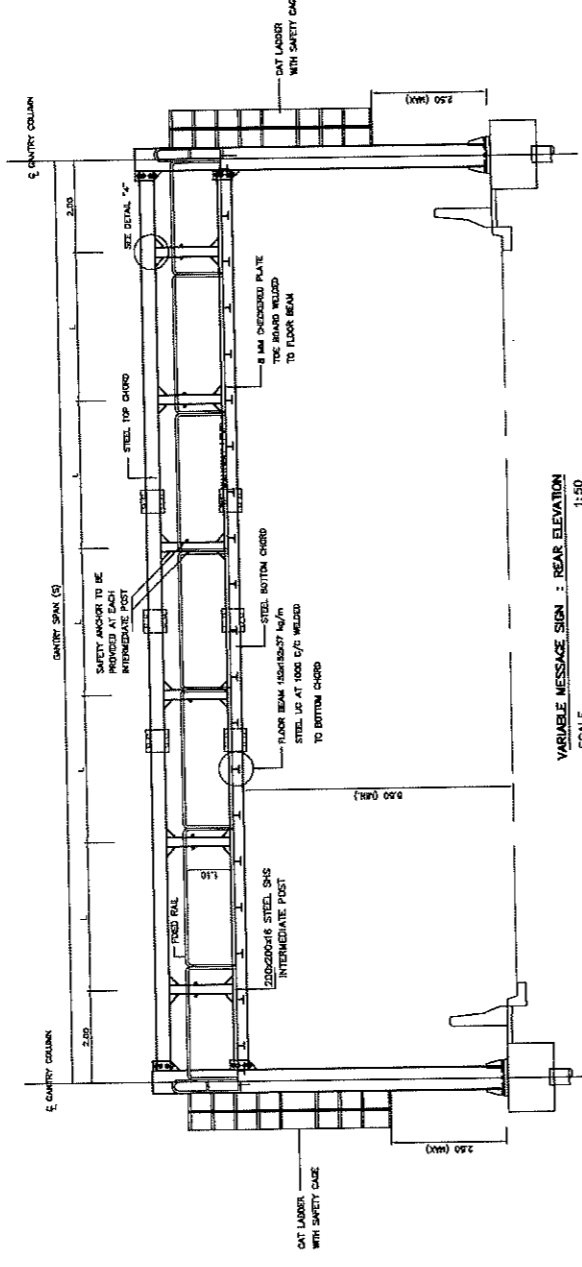 ℄ GANTRY COLUMN
℄ GANTRY COLUMN
GANTRY SPAN (S)
2.00
L
L
L
L
L
2.00
SAFETY ANCHOR TO BE
PROVIDED AT EACH
INTERMEDIATE POST
STEEL TOP CHORD
SEE DETAIL "4"
CAT LADDER
WITH SAFETY CAGE
FIXED RAIL
1.10
200x200x16 STEEL SHS
INTERMEDIATE POST
FLOOR BEAM 152x152x37 kg/m
STEEL UC AT 1000 C/C WELDED
TO BOTTOM CHORD
STEEL BOTTOM CHORD
8 MM CHECKERED PLATE
TOE BOARD WELDED
TO FLOOR BEAM
2.50 (MAX)
5.50 (MIN.)
2.50 (MAX)
CAT LADDER
WITH SAFETY CAGE
VARIABLE MESSAGE SIGN : REAR ELEVATION
SCALE 1:50